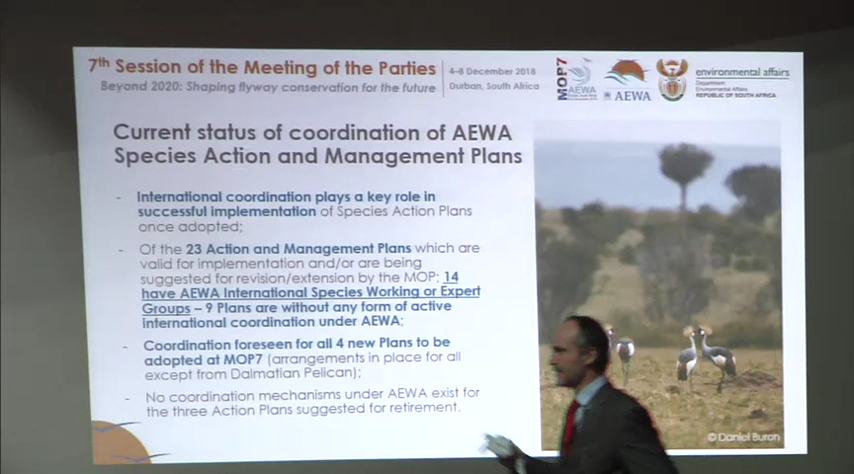 7th Session of the Meeting of the Parties
Beyond 2020: Shaping flyway conservation for the future
4–8 December 2018
Durban, South Africa
MOP7
AEWA
AEWA
environmental affairs
Department:
Environmental Affairs
REPUBLIC OF SOUTH AFRICA
Current status of coordination of AEWA
Species Action and Management Plans
- International coordination plays a key role in
successful implementation of Species Action Plans
once adopted;
- Of the 23 Action and Management Plans which are
valid for implementation and/or are being
suggested for revision/extension by the MOP; 14
have AEWA International Species Working or Expert
Groups – 9 Plans are without any form of active
international coordination under AEWA;
- Coordination foreseen for all 4 new Plans to be
adopted at MOP7 (arrangements in place for all
except from Dalmatian Pelican);
- No coordination mechanisms under AEWA exist for
the three Action Plans suggested for retirement.
© Daniel Buron